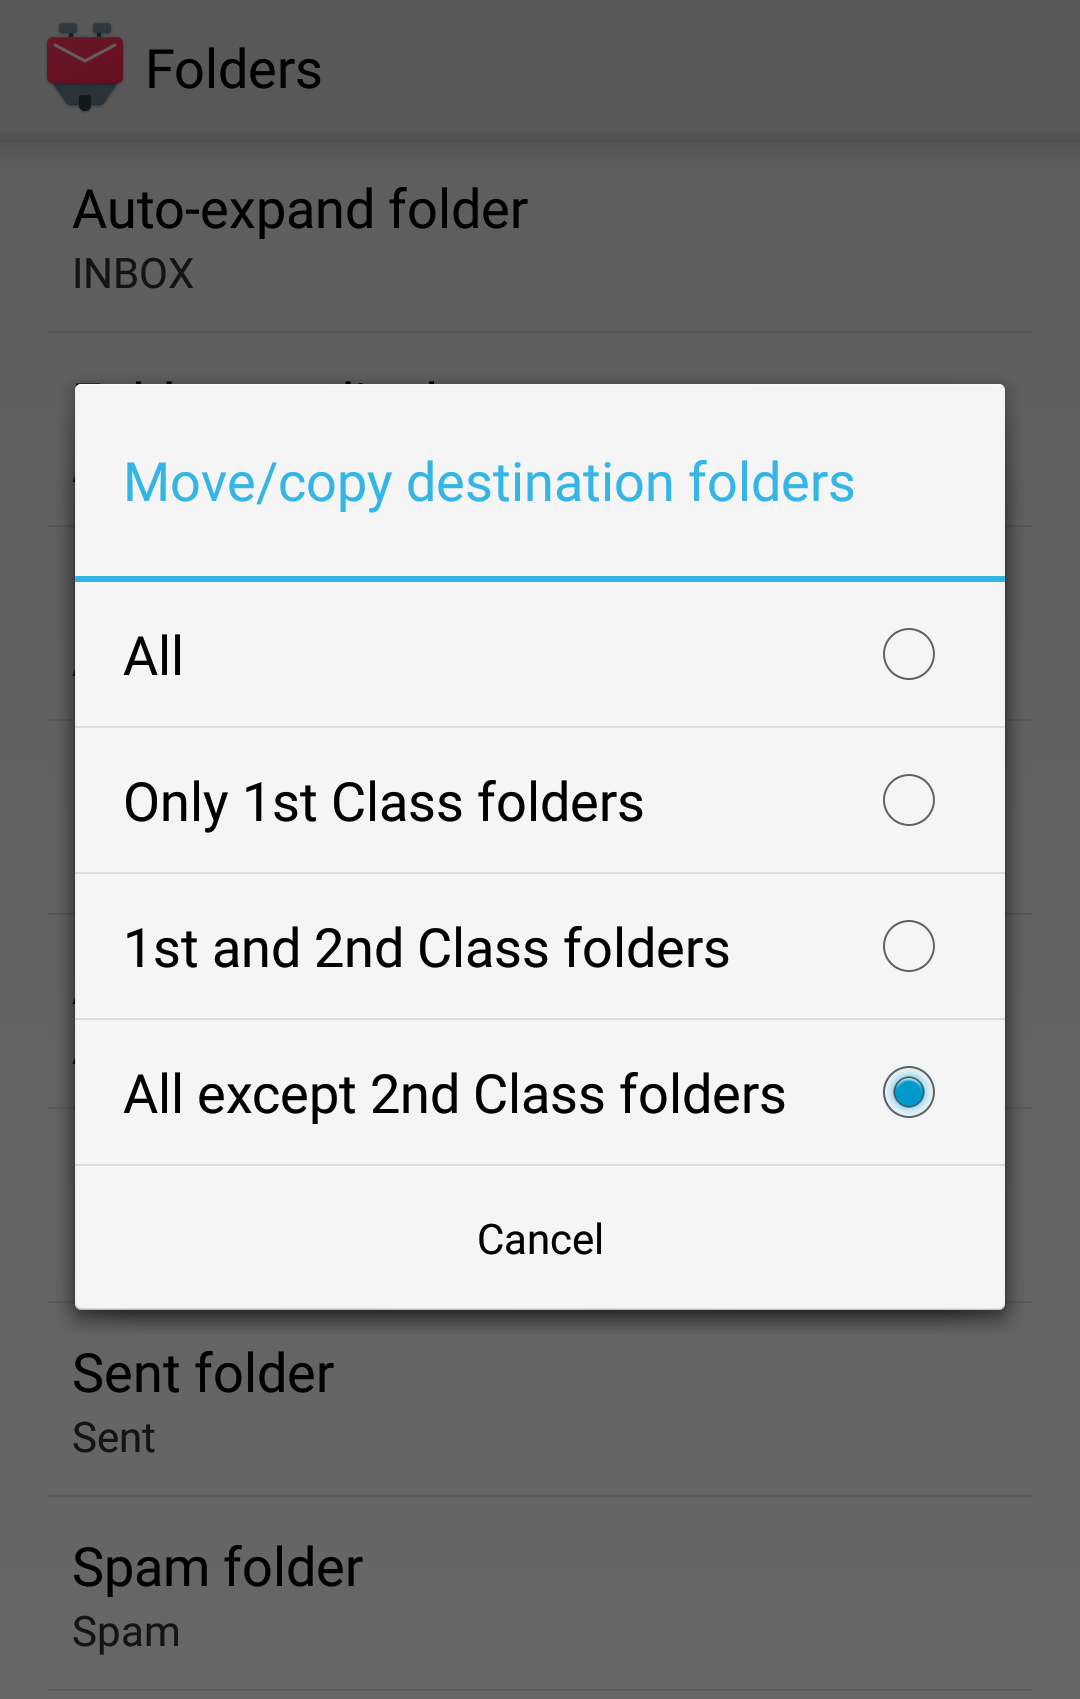 Folders
Auto-expand folder
INBOX
Move/copy destination folders
All
Only 1st Class folders
1st and 2nd Class folders
All except 2nd Class folders
Cancel
Sent folder
Sent
Spam folder
Spam